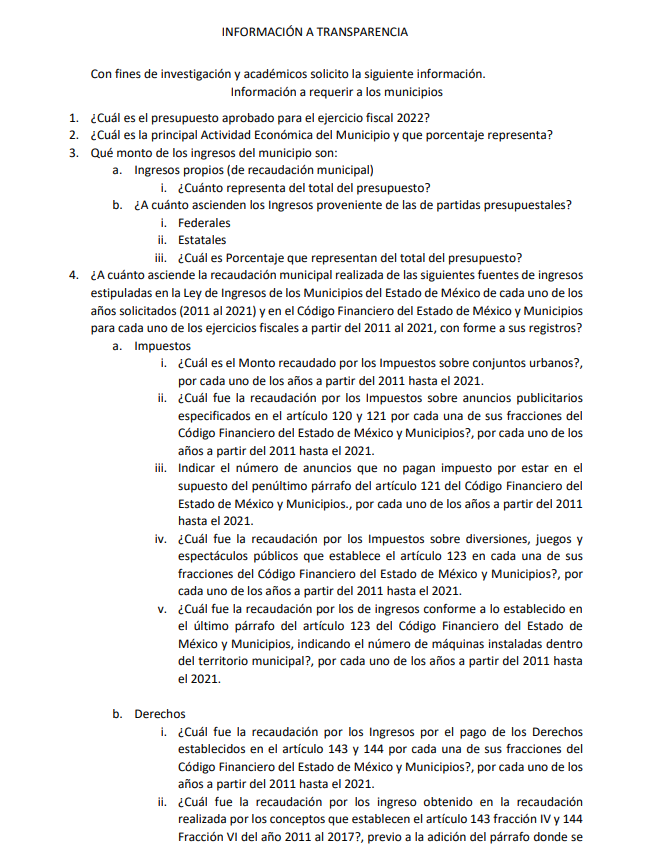 INFORMACIÓN A TRANSPARENCIA
Con fines de investigación y académicos solicito la siguiente información.
Información a requerir a los municipios
1. ¿Cuál es el presupuesto aprobado para el ejercicio fiscal 2022?
2. ¿Cuál es la principal Actividad Económica del Municipio y que porcentaje representa?
3. Qué monto de los ingresos del municipio son:
a. Ingresos propios (de recaudación municipal)
i. ¿Cuánto representa del total del presupuesto?
b. ¿A cuánto ascienden los Ingresos proveniente de las de partidas presupuestales?
i. Federales
ii. Estatales
iii. ¿Cuál es Porcentaje que representan del total del presupuesto?
4. ¿A cuánto asciende la recaudación municipal realizada de las siguientes fuentes de ingresos
estipuladas en la Ley de Ingresos de los Municipios del Estado de México de cada uno de los
años solicitados (2011 al 2021) y en el Código Financiero del Estado de México y Municipios
para cada uno de los ejercicios fiscales a partir del 2011 al 2021, con forme a sus registros?
a. Impuestos
i. ¿Cuál es el Monto recaudado por los Impuestos sobre conjuntos urbanos?,
por cada uno de los años a partir del 2011 hasta el 2021.
ii. ¿Cuál fue la recaudación por los Impuestos sobre anuncios publicitarios
especificados en el artículo 120 y 121 por cada una de sus fracciones del
Código Financiero del Estado de México y Municipios?, por cada uno de los
años a partir del 2011 hasta el 2021.
iii. Indicar el número de anuncios que no pagan impuesto por estar en el
supuesto del penúltimo párrafo del artículo 121 del Código Financiero del
Estado de México y Municipios., por cada uno de los años a partir del 2011
hasta el 2021.
iv. ¿Cuál fue la recaudación por los Impuestos sobre diversiones, juegos y
espectáculos públicos que establece el artículo 123 en cada una de sus
fracciones del Código Financiero del Estado de México y Municipios?, por
cada uno de los años a partir del 2011 hasta el 2021.
v. ¿Cuál fue la recaudación por los de ingresos conforme a lo establecido en
el último párrafo del artículo 123 del Código Financiero del Estado de
México y Municipios, indicando el número de máquinas instaladas dentro
del territorio municipal?, por cada uno de los años a partir del 2011 hasta
el 2021.
b. Derechos
i. ¿Cuál fue la recaudación por los Ingresos por el pago de los Derechos
establecidos en el artículo 143 y 144 por cada una de sus fracciones del
Código Financiero del Estado de México y Municipios?, por cada uno de los
años a partir del 2011 hasta el 2021.
ii. ¿Cuál fue la recaudación por los ingreso obtenido en la recaudación
realizada por los conceptos que establecen el artículo 143 fracción IV y 144
Fracción VI del año 2011 al 2017?, previo a la adición del párrafo donde se